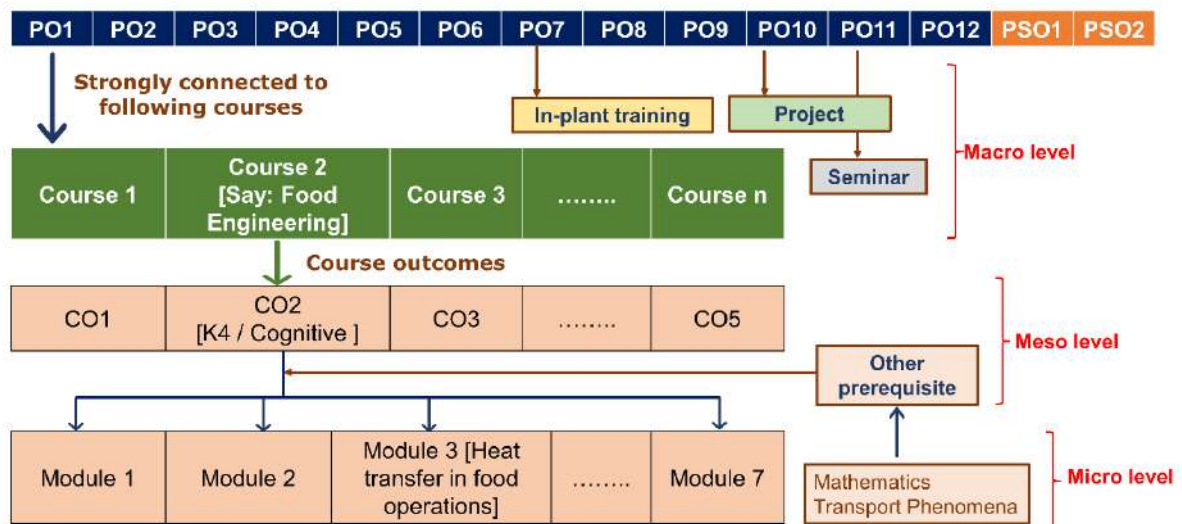 PO1 PO2 PO3 PO4 PO5 PO6 PO7 PO8 PO9 PO10 PO11 PO12 PSO1 PSO2
Strongly connected to
following courses
In-plant training
Project
Seminar
Macro level
Course 1
Course 2
[Say: Food
Engineering]
Course 3
........
Course n
Course outcomes
CO1
CO2
[K4 / Cognitive ]
CO3
........
CO5
Meso level
Other
prerequisite
Module 1
Module 2
Module 3 [Heat
transfer in food
operations]
........
Module 7
Mathematics
Transport Phenomena
Micro level